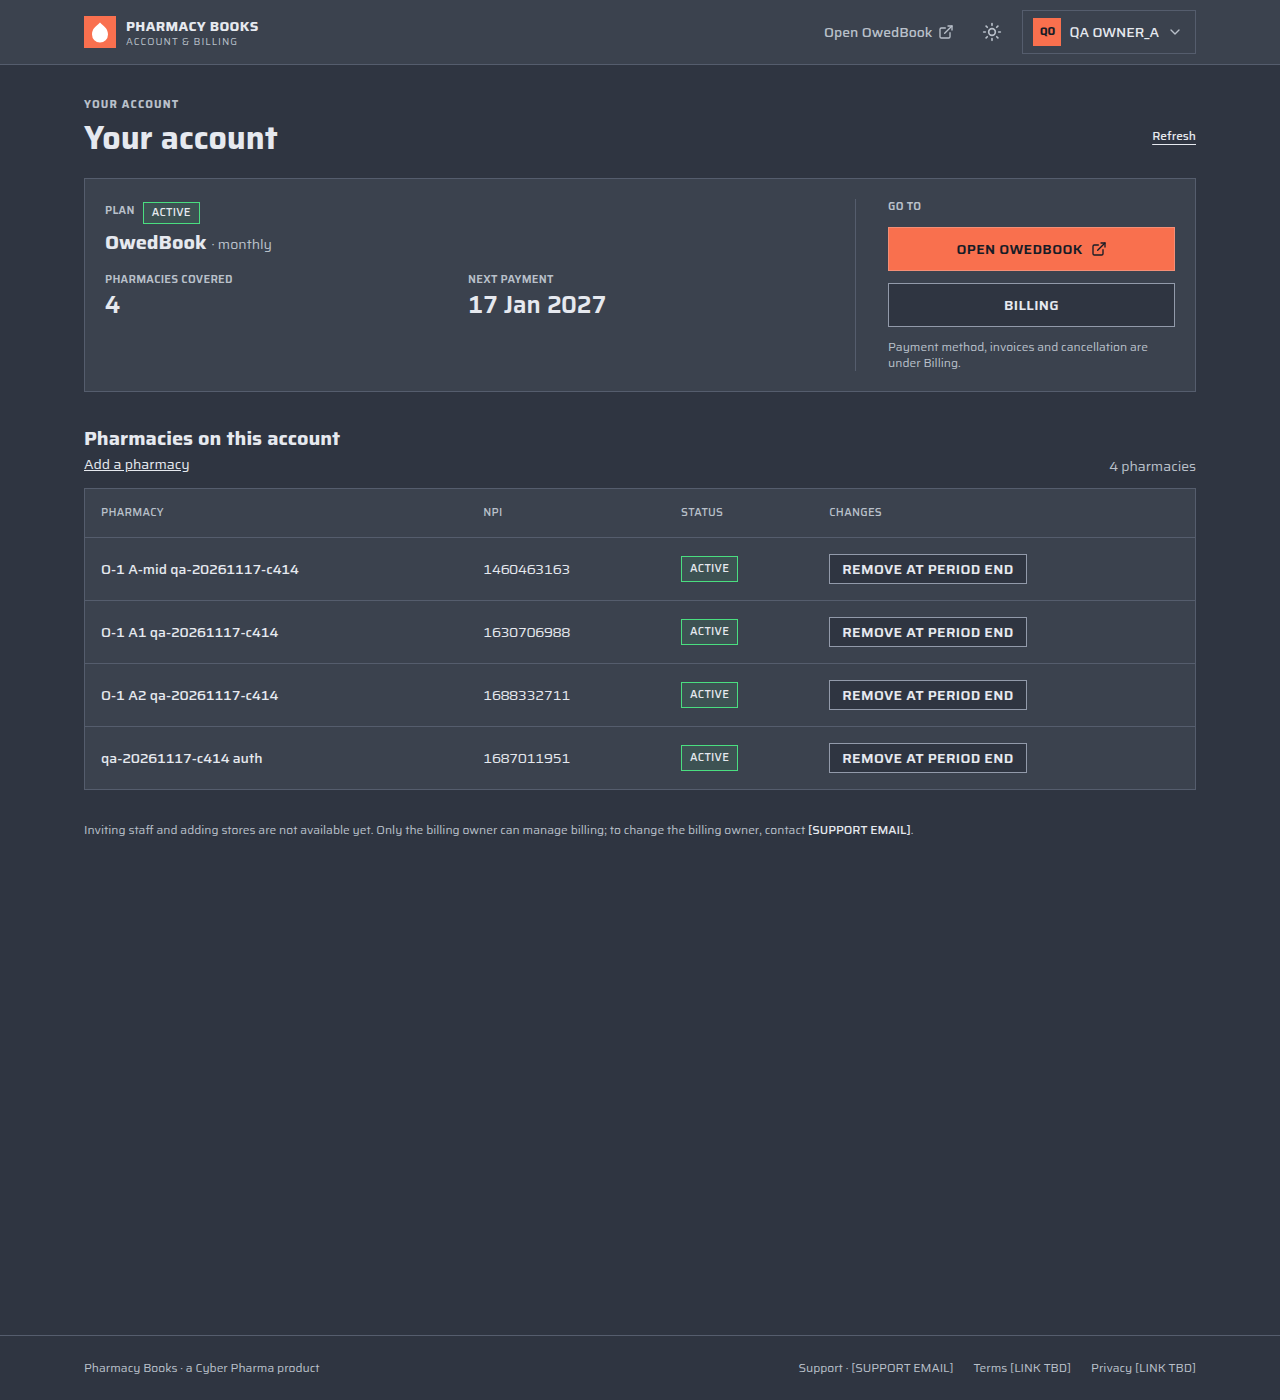 PHARMACY BOOKS
ACCOUNT & BILLING
Open OwedBook
QO
QA OWNER_A
YOUR ACCOUNT
Your account
Refresh
PLAN
ACTIVE
OwedBook · monthly
PHARMACIES COVERED
4
NEXT PAYMENT
17 Jan 2027
GO TO
OPEN OWEDBOOK
BILLING
Payment method, invoices and cancellation are
under Billing.
Pharmacies on this account
Add a pharmacy
4 pharmacies
PHARMACY NPI STATUS CHANGES
O-1 A-mid qa-20261117-c414 1460463163 ACTIVE REMOVE AT PERIOD END
O-1 A1 qa-20261117-c414 1630706988 ACTIVE REMOVE AT PERIOD END
O-1 A2 qa-20261117-c414 1688332711 ACTIVE REMOVE AT PERIOD END
qa-20261117-c414 auth 1687011951 ACTIVE REMOVE AT PERIOD END
Inviting staff and adding stores are not available yet. Only the billing owner can manage billing; to change the billing owner, contact [SUPPORT EMAIL].
Pharmacy Books · a Cyber Pharma product
Support · [SUPPORT EMAIL] Terms [LINK TBD] Privacy [LINK TBD]